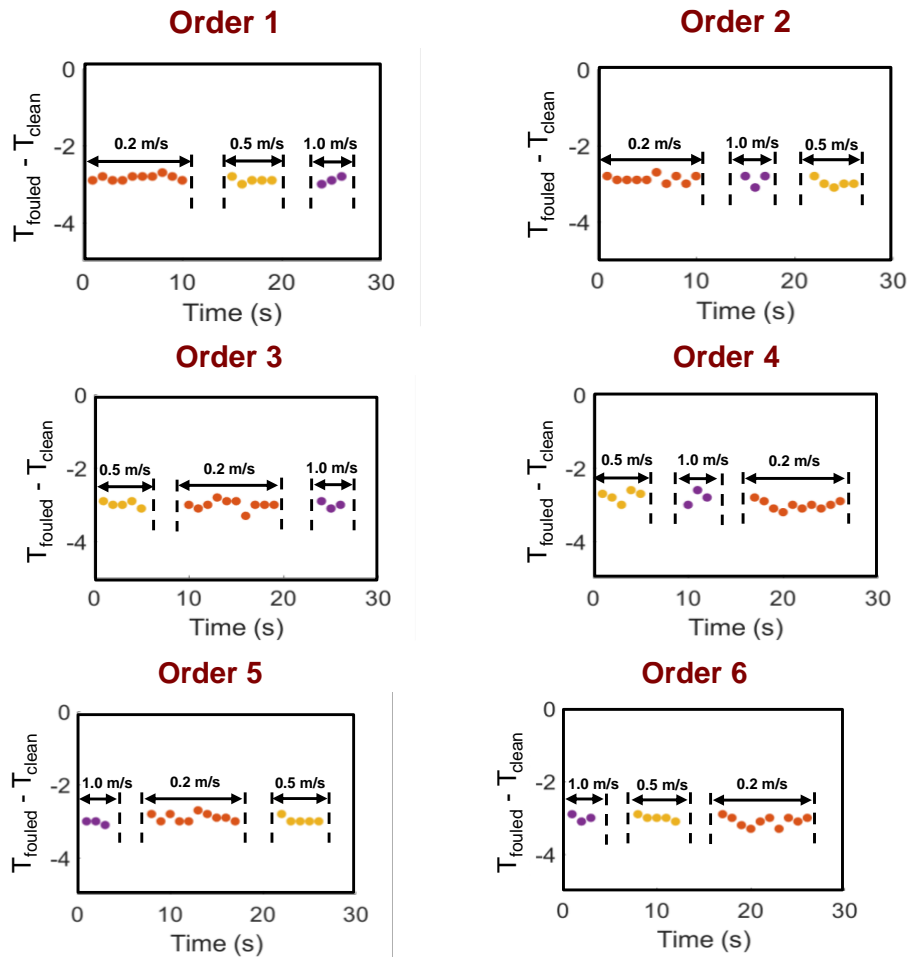 Order 1
0
-2
-4
T_fouled - T_clean
0.2 m/s
0.5 m/s
1.0 m/s
0
10
20
30
Time (s)
Order 2
0
-2
-4
T_fouled - T_clean
0.2 m/s
1.0 m/s
0.5 m/s
0
10
20
30
Time (s)
Order 3
0
-2
-4
T_fouled - T_clean
0.5 m/s
0.2 m/s
1.0 m/s
0
10
20
30
Time (s)
Order 4
0
-2
-4
T_fouled - T_clean
0.5 m/s
1.0 m/s
0.2 m/s
0
10
20
30
Time (s)
Order 5
0
-2
-4
T_fouled - T_clean
1.0 m/s
0.2 m/s
0.5 m/s
0
10
20
30
Time (s)
Order 6
0
-2
-4
T_fouled - T_clean
1.0 m/s
0.5 m/s
0.2 m/s
0
10
20
30
Time (s)